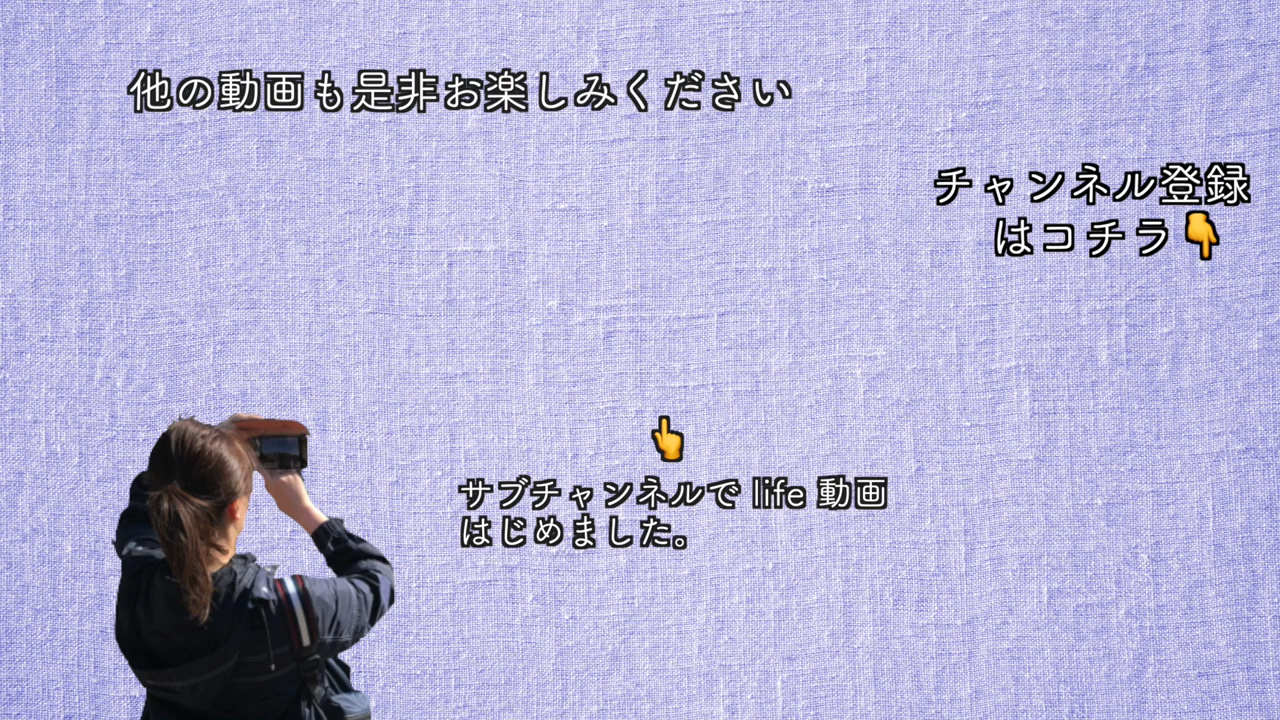 他の動画も是非お楽しみください
チャンネル登録
はコチラ👇
👆
サブチャンネルで life 動画
はじめました。